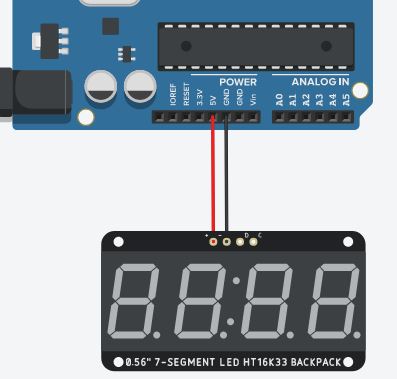 POWER
ANALOG IN
IOREF
RESET
3.3V
5V
GND
GND
Vin
A0
A1
A2
A3
A4
A5
+ - D C
0.56" 7-SEGMENT LED HT16K33 BACKPACK